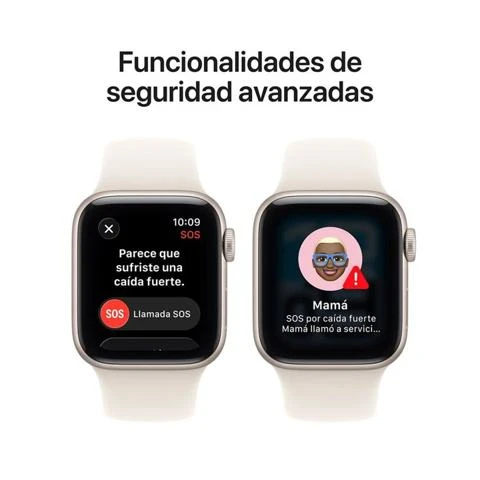 Funcionalidades de
seguridad avanzadas
10:09
SOS
Parece que
sufriste una
caída fuerte.
SOS Llamada SOS
Mamá
SOS por caída fuerte
Mamá llamó a servici...